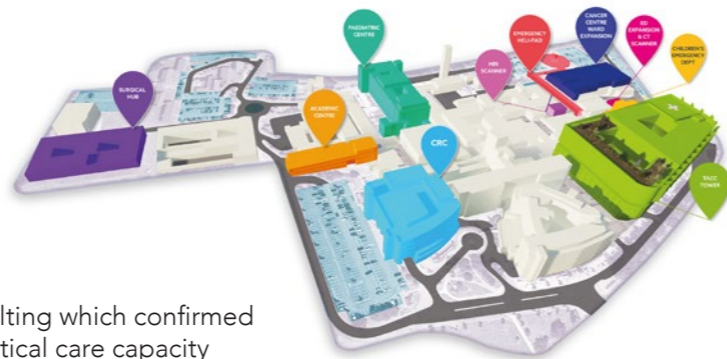 PAEDIATRIC
CENTRE
EMERGENCY
HELI-PAD
CANCER
CENTRE
WARD
EXPANSION
ED
EXPANSION
& CT
SCANNER
CHILDREN'S
EMERGENCY
DEPT
MRI
SCANNER
SURGICAL
HUB
ACADEMIC
CENTRE
CRC
TACC
TOWER
lting which confirmed
tical care capacity